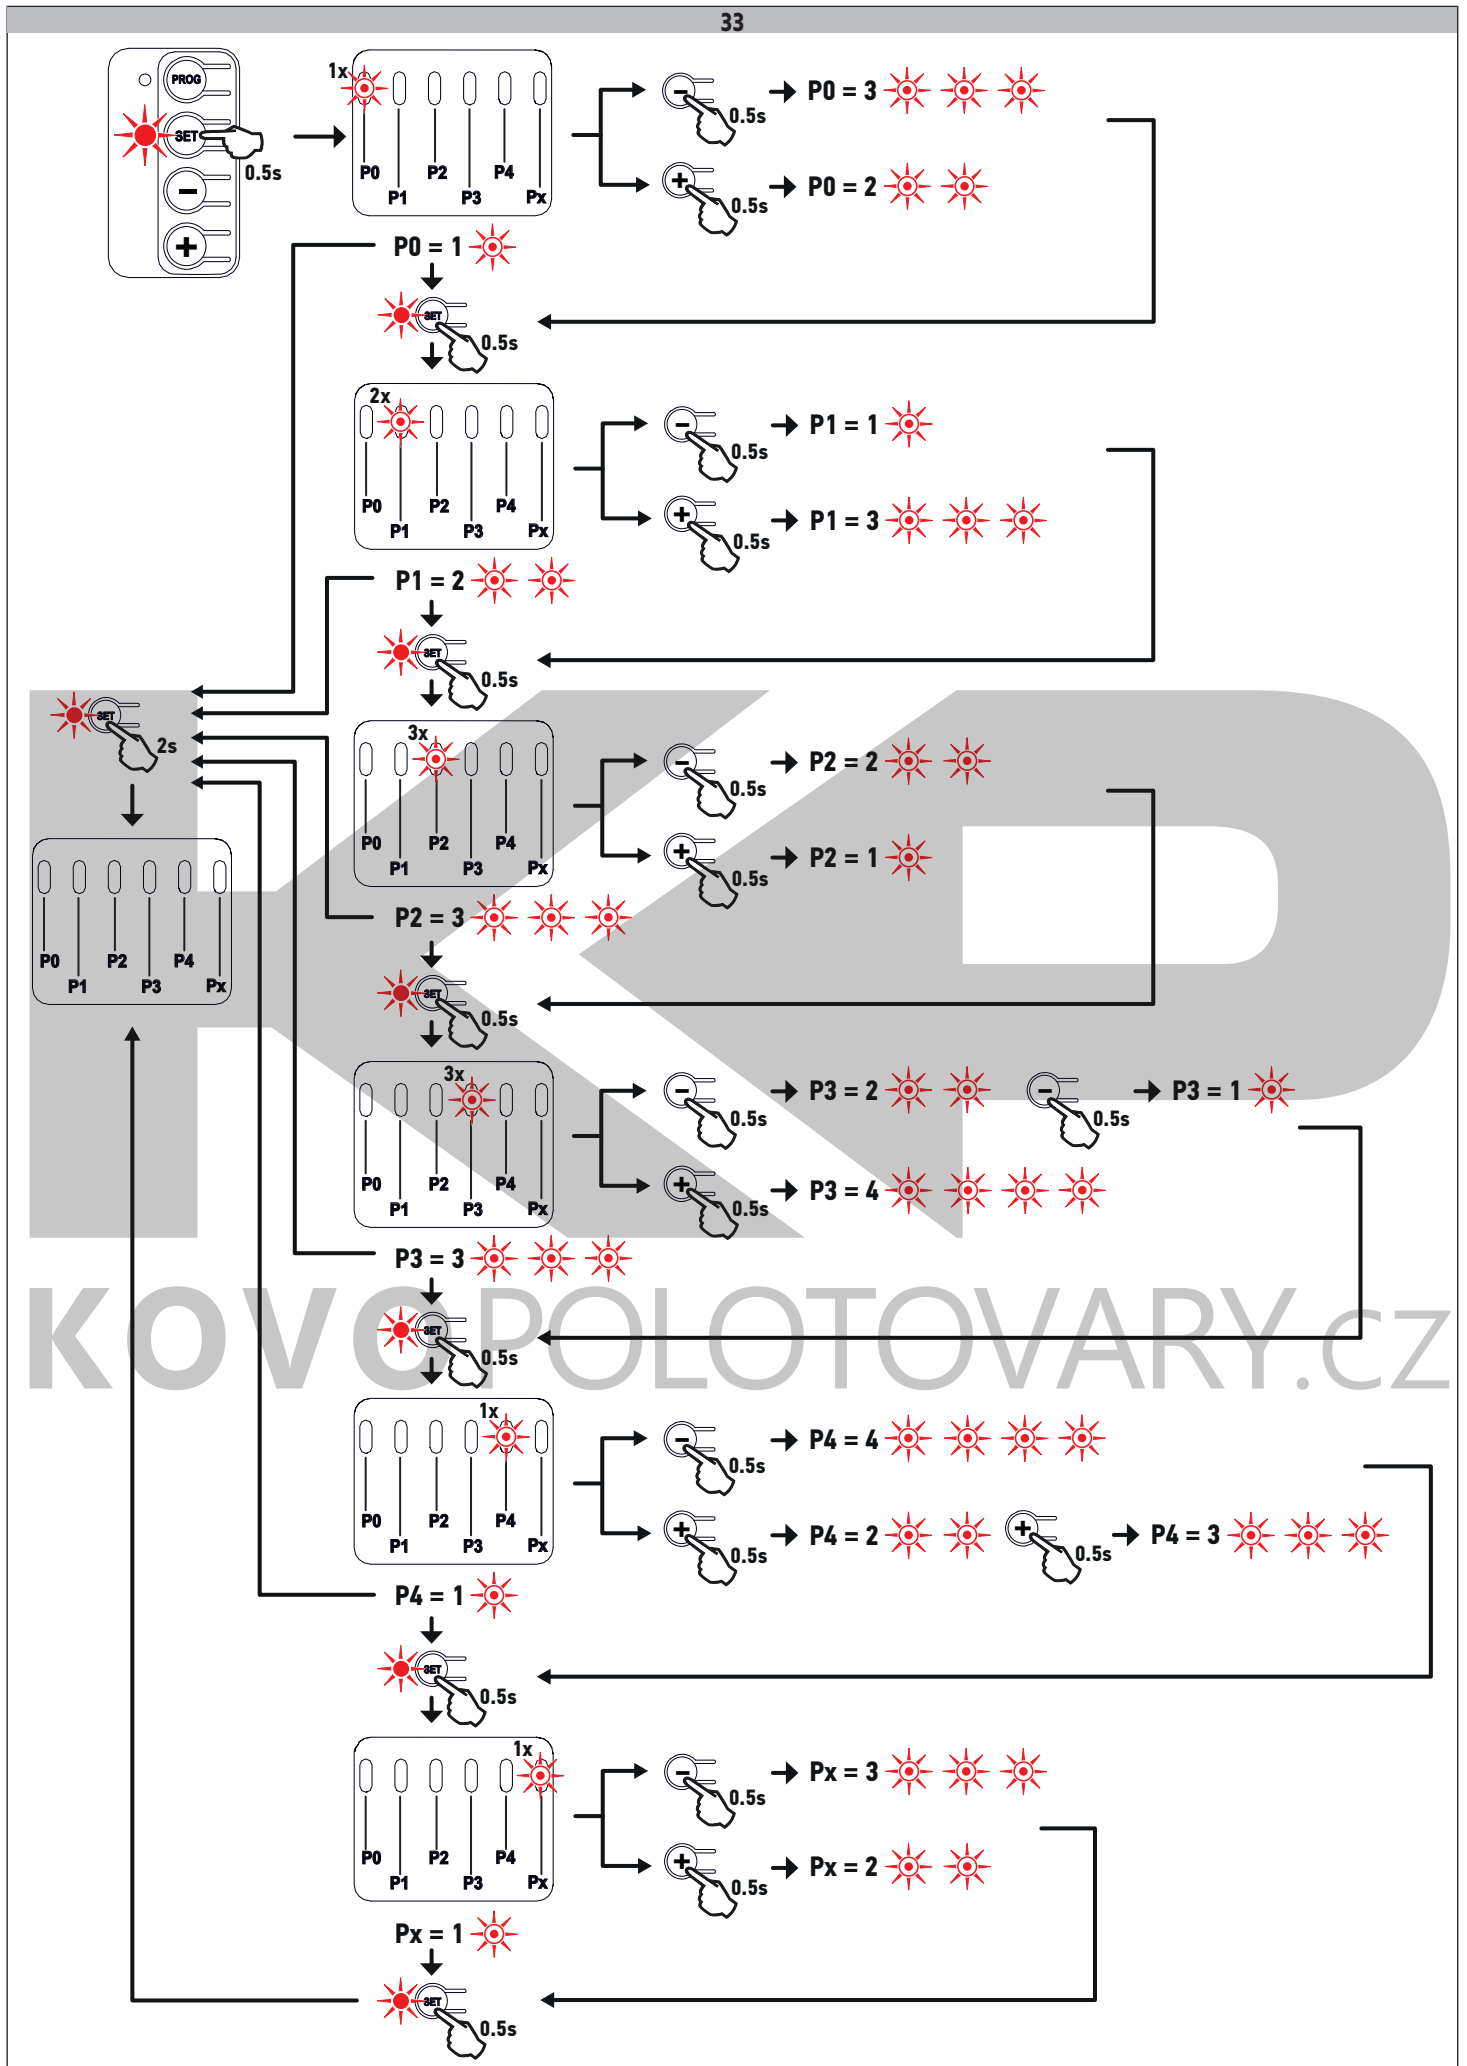 33
PROG
SET
0.5s
1x
P0 P2 P4
P1 P3 Px
0.5s
P0 = 3
0.5s
P0 = 2
P0 = 1
SET
0.5s
2x
P0 P2 P4
P1 P3 Px
0.5s
P1 = 1
0.5s
P1 = 3
P1 = 2
SET
0.5s
SET
2s
P0 P2 P4
P1 P3 Px
3x
P0 P2 P4
P1 P3 Px
0.5s
P2 = 2
0.5s
P2 = 1
P2 = 3
SET
0.5s
3x
P0 P2 P4
P1 P3 Px
0.5s
P3 = 2
0.5s
P3 = 1
0.5s
P3 = 4
P3 = 3
SET
0.5s
KOVOPOLOTOVARY.CZ
1x
P0 P2 P4
P1 P3 Px
0.5s
P4 = 4
0.5s
P4 = 2
0.5s
P4 = 3
P4 = 1
SET
0.5s
1x
P0 P2 P4
P1 P3 Px
0.5s
Px = 3
0.5s
Px = 2
Px = 1
SET
0.5s